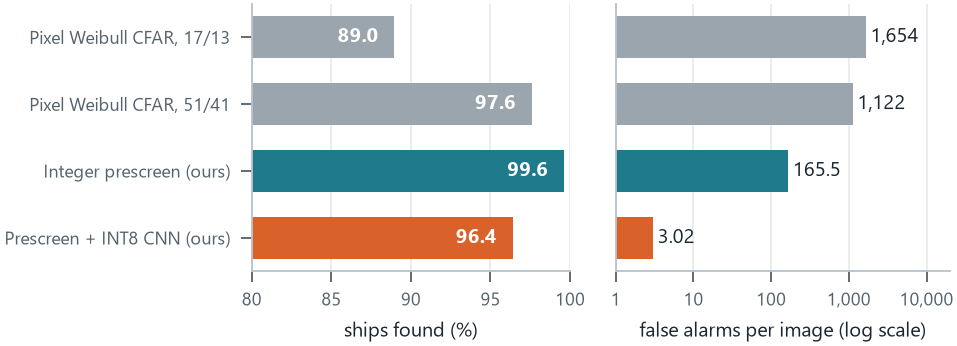 Pixel Weibull CFAR, 17/13
89.0
1,654
Pixel Weibull CFAR, 51/41
97.6
1,122
Integer prescreen (ours)
99.6
165.5
Prescreen + INT8 CNN (ours)
96.4
3.02
80 85 90 95 100
1 10 100 1,000 10,000
ships found (%)
false alarms per image (log scale)